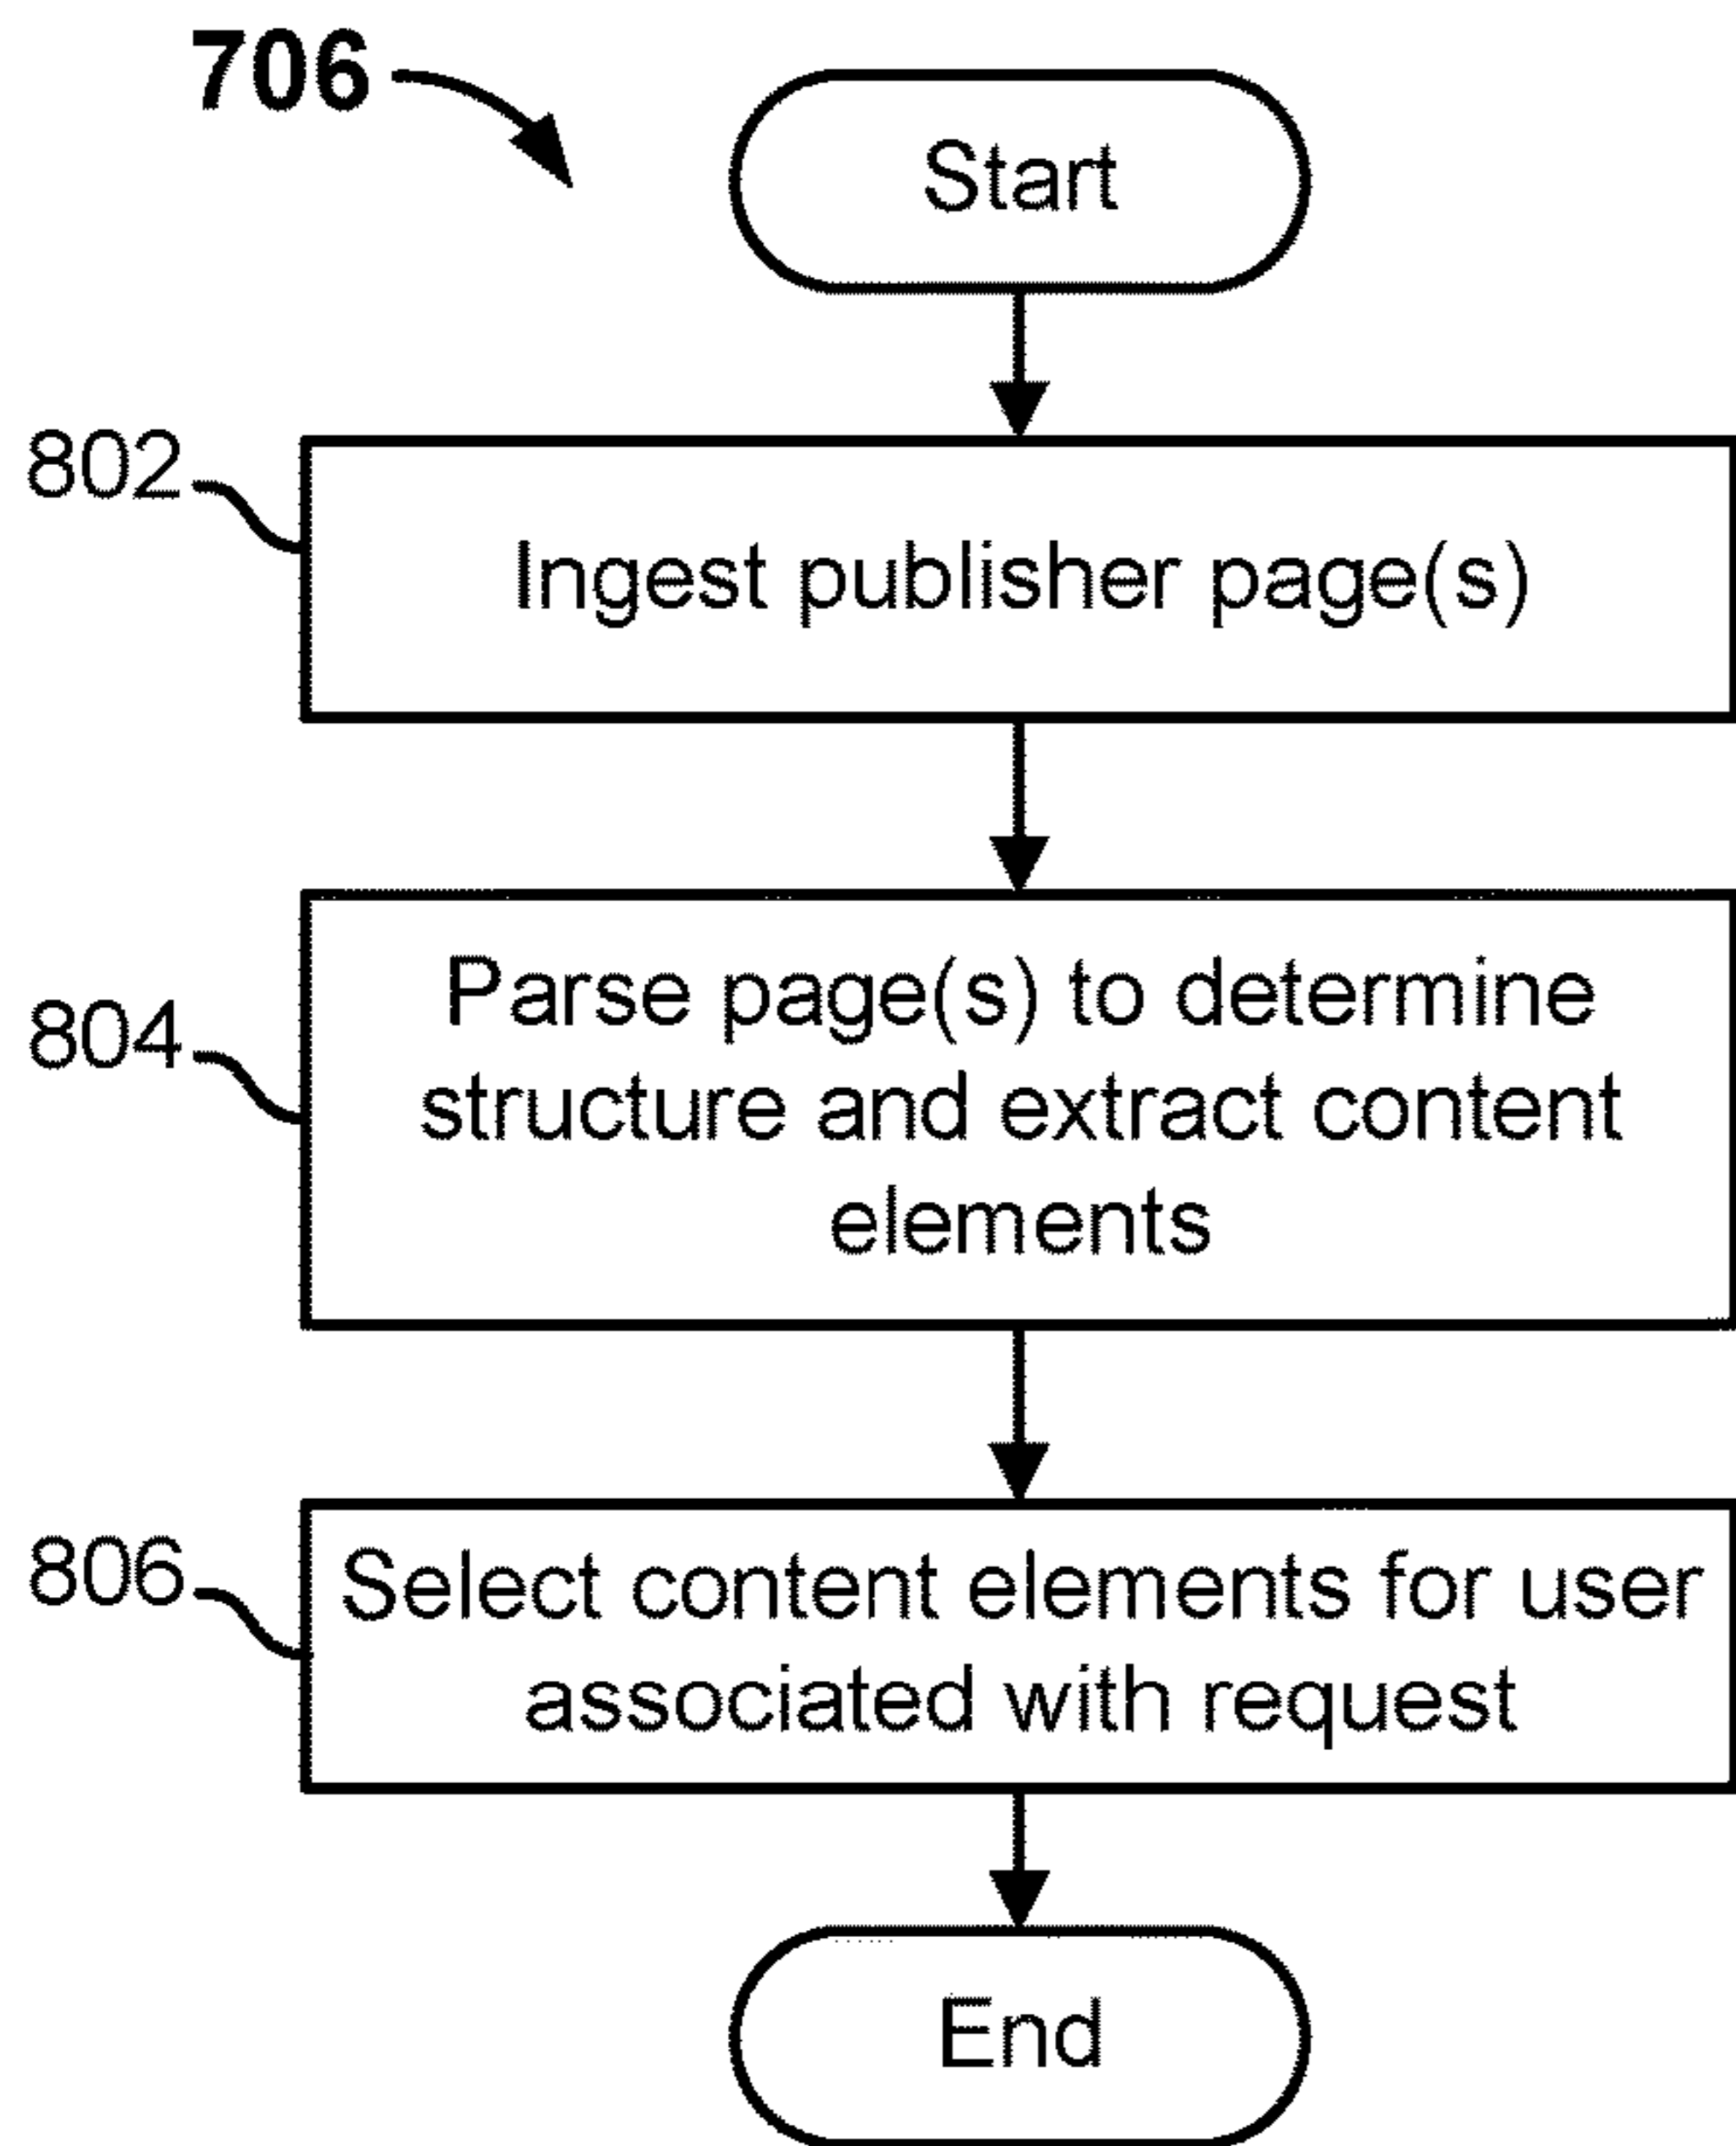 706
Start
802
Ingest publisher page(s)
804
Parse page(s) to determine
structure and extract content
elements
806
Select content elements for user
associated with request
End